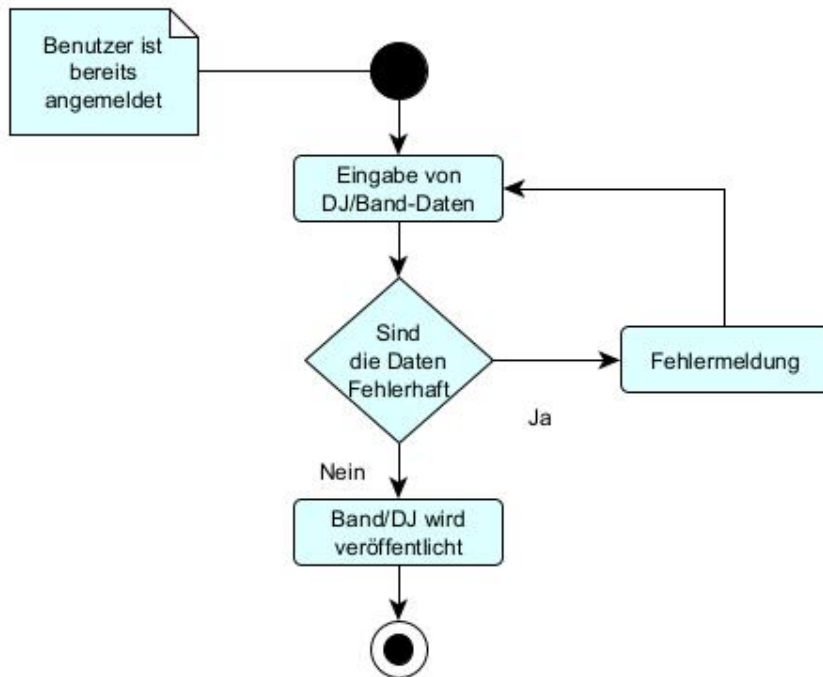 Benutzer ist
bereits
angemeldet
Eingabe von
DJ/Band-Daten
Sind
die Daten
Fehlerhaft
Fehlermeldung
Ja
Nein
Band/DJ wird
veröffentlicht